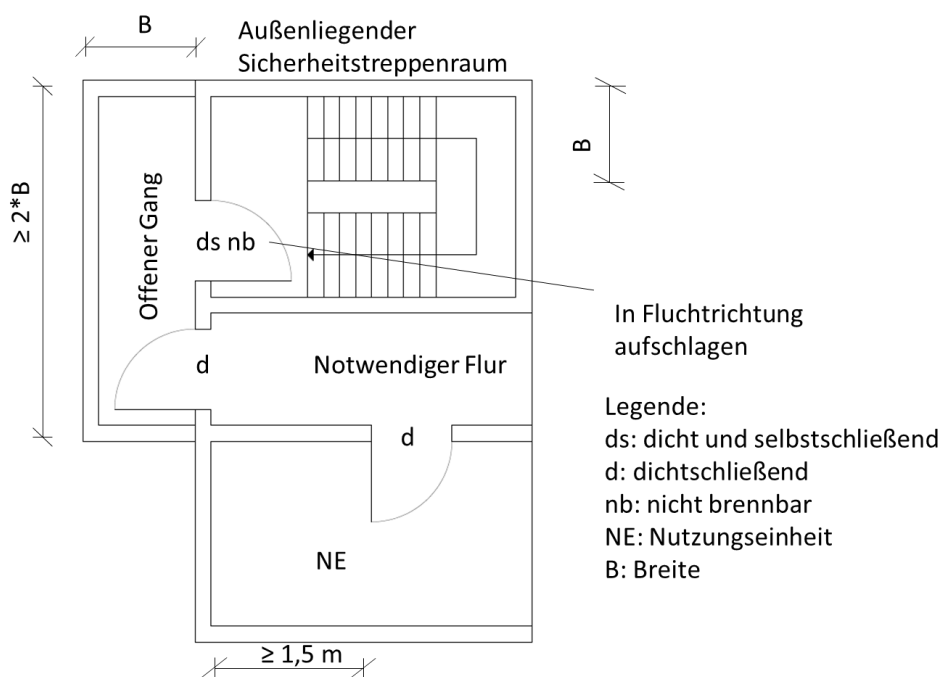 B
Außenliegender
Sicherheitstreppenraum
B
≥ 2*B
Offener Gang
ds nb
In Fluchtrichtung
aufschlagen
d
Notwendiger Flur
Legende:
ds: dicht und selbstschließend
d: dichtschließend
nb: nicht brennbar
NE: Nutzungseinheit
B: Breite
d
NE
≥ 1,5 m